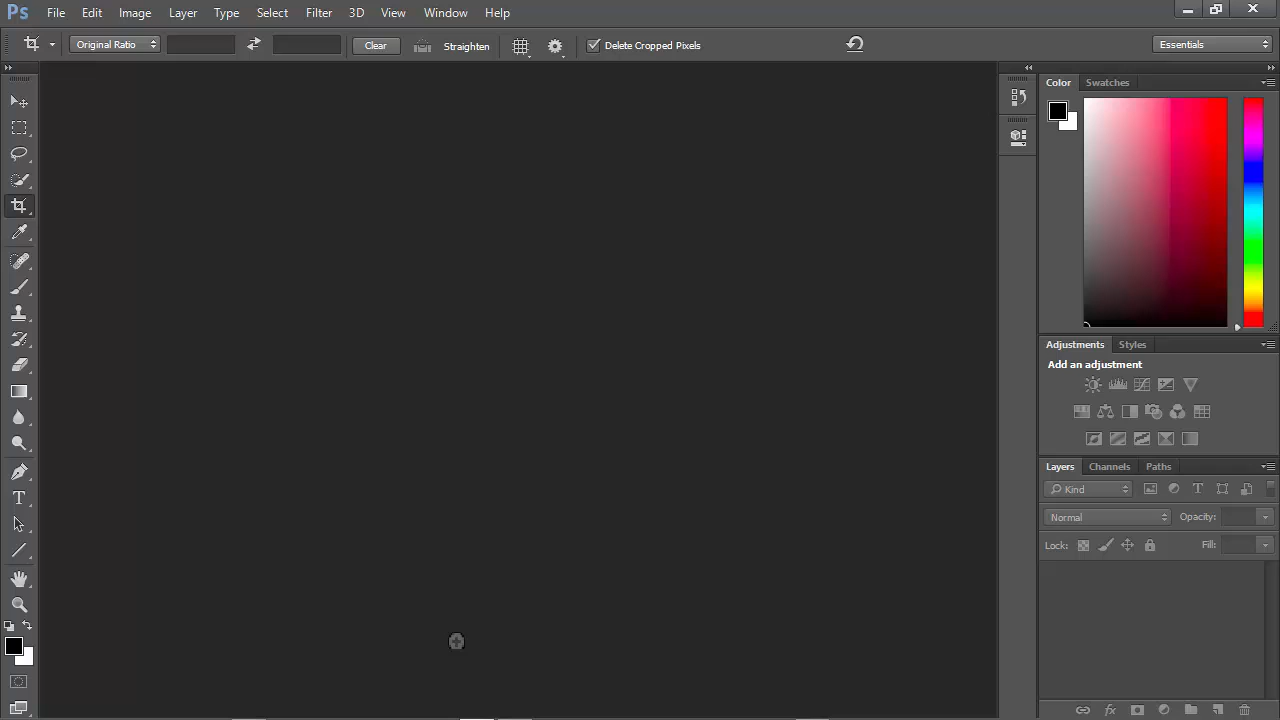 Ps File Edit Image Layer Type Select Filter 3D View Window Help
Original Ratio Clear Straighten Delete Cropped Pixels Essentials
Color Swatches
Adjustments Styles
Add an adjustment
Layers Channels Paths
Kind T
Normal Opacity:
Lock: Fill:
T
fx